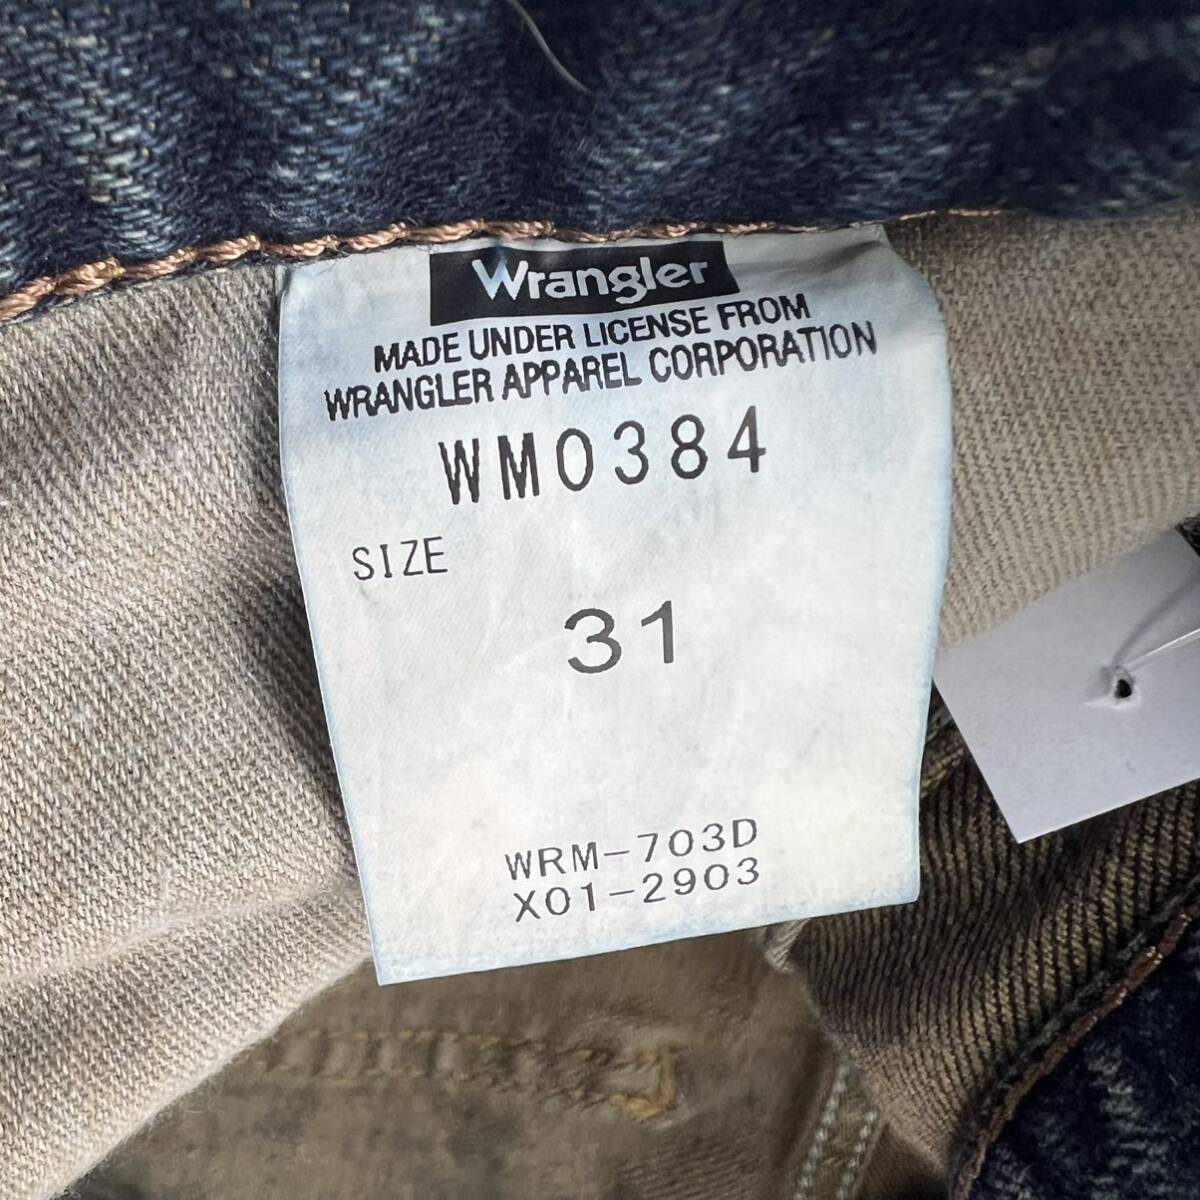 Wrangler
MADE UNDER LICENSE FROM
WRANGLER APPAREL CORPORATION
WM0384
SIZE
31
WRM-703D
X01-2903